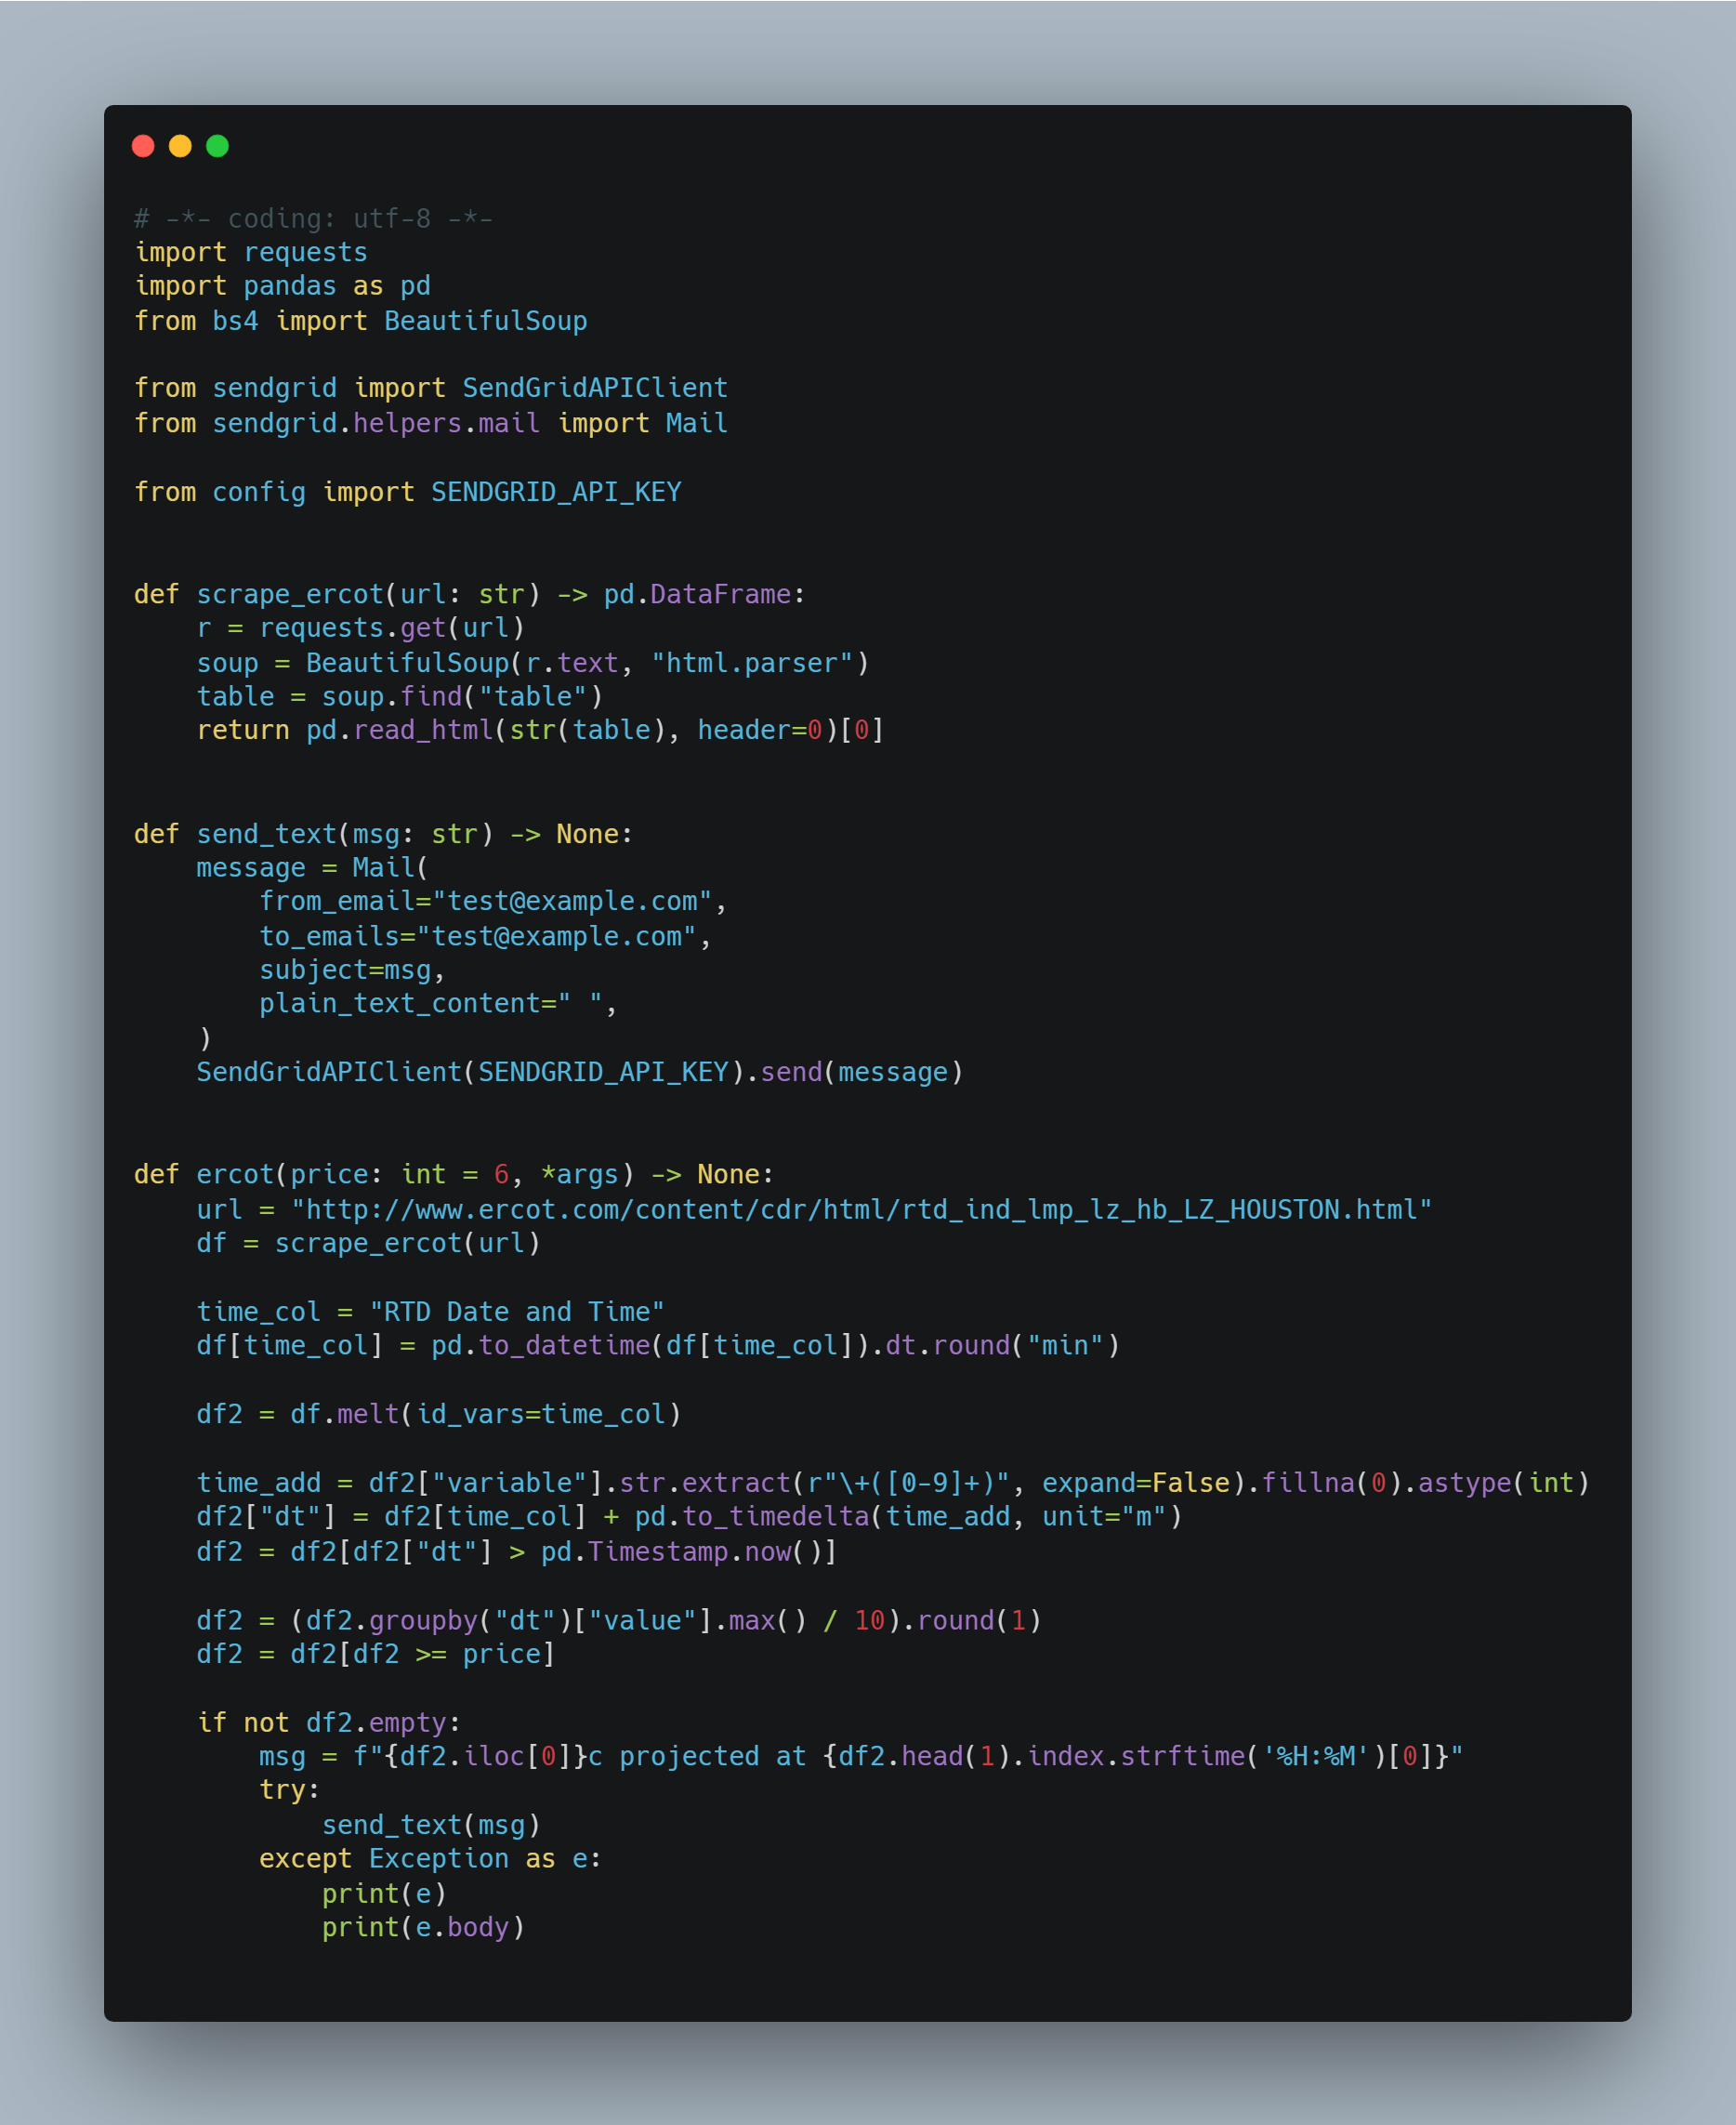 # -*- coding: utf-8 -*-
import requests
import pandas as pd
from bs4 import BeautifulSoup

from sendgrid import SendGridAPIClient
from sendgrid.helpers.mail import Mail

from config import SENDGRID_API_KEY


def scrape_ercot(url: str) -> pd.DataFrame:
    r = requests.get(url)
    soup = BeautifulSoup(r.text, "html.parser")
    table = soup.find("table")
    return pd.read_html(str(table), header=0)[0]


def send_text(msg: str) -> None:
    message = Mail(
        from_email="test@example.com",
        to_emails="test@example.com",
        subject=msg,
        plain_text_content=" ",
    )
    SendGridAPIClient(SENDGRID_API_KEY).send(message)


def ercot(price: int = 6, *args) -> None:
    url = "http://www.ercot.com/content/cdr/html/rtd_ind_lmp_lz_hb_LZ_HOUSTON.html"
    df = scrape_ercot(url)

    time_col = "RTD Date and Time"
    df[time_col] = pd.to_datetime(df[time_col]).dt.round("min")

    df2 = df.melt(id_vars=time_col)

    time_add = df2["variable"].str.extract(r"\+([0-9]+)", expand=False).fillna(0).astype(int)
    df2["dt"] = df2[time_col] + pd.to_timedelta(time_add, unit="m")
    df2 = df2[df2["dt"] > pd.Timestamp.now()]

    df2 = (df2.groupby("dt")["value"].max() / 10).round(1)
    df2 = df2[df2 >= price]

    if not df2.empty:
        msg = f"{df2.iloc[0]}c projected at {df2.head(1).index.strftime('%H:%M')[0]}"
        try:
            send_text(msg)
        except Exception as e:
            print(e)
            print(e.body)